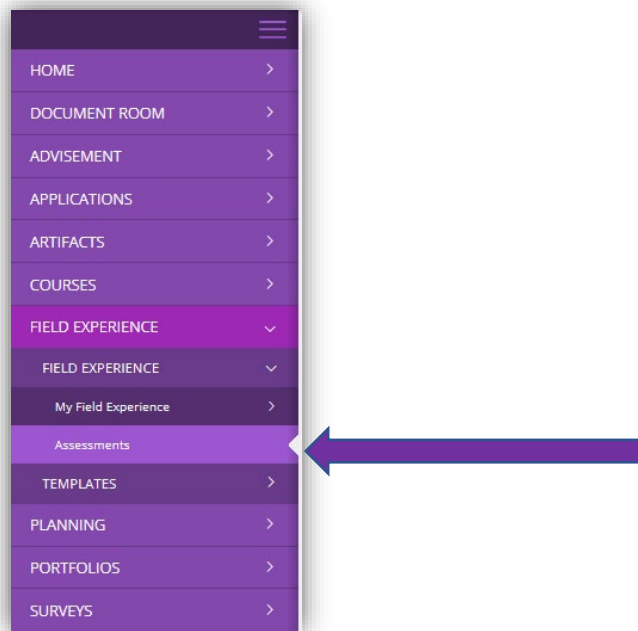 HOME
DOCUMENT ROOM
ADVISEMENT
APPLICATIONS
ARTIFACTS
COURSES
FIELD EXPERIENCE
FIELD EXPERIENCE
My Field Experience
Assessments
TEMPLATES
PLANNING
PORTFOLIOS
SURVEYS